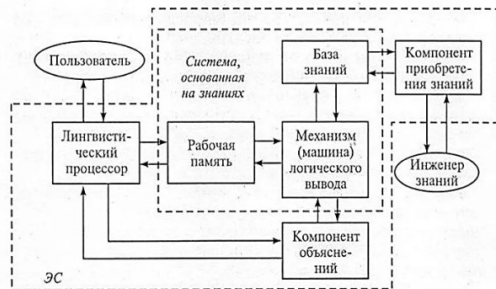 Пользователь
Система,
основанная
на знаниях
База
знаний
Компонент
приобрете-
ния знаний
Лингвисти-
ческий
процессор
Рабочая
память
Механизм
(машина)
логического
вывода
Инженер
знаний
Компонент
объясне-
ний
ЭС